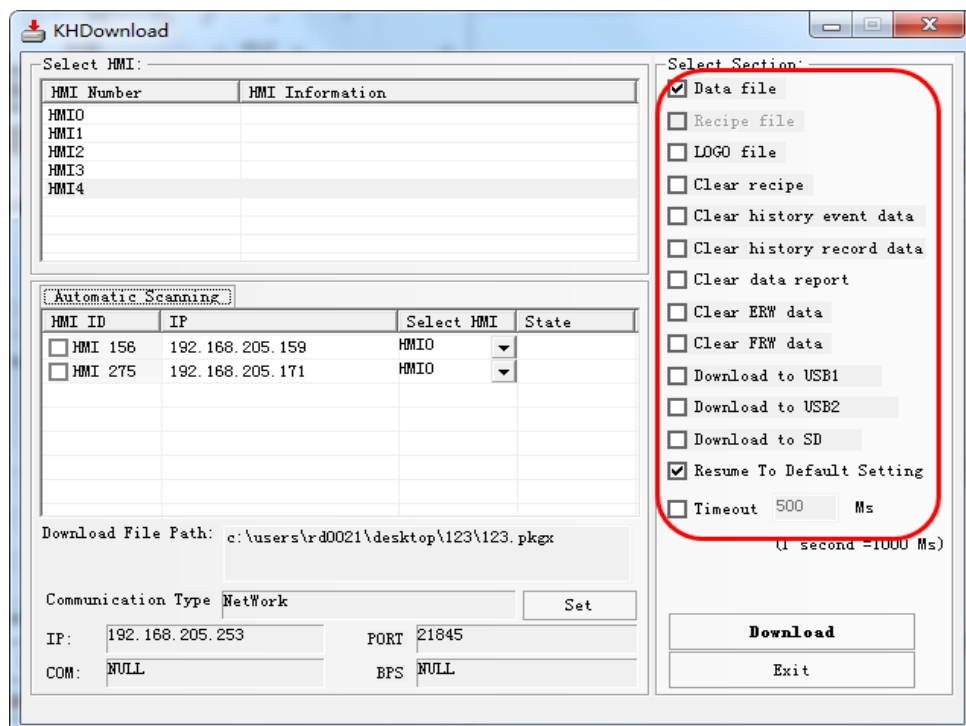 KHDownload
Select HMI:
HMI Number HMI Information
HMI0
HMI1
HMI2
HMI3
HMI4
Automatic Scanning
HMI ID IP Select HMI State
HMI 156 192.168.205.159 HMI0
HMI 275 192.168.205.171 HMI0
Download File Path: c:\users\rd0021\desktop\123\123.pkgx
Communication Type NetWork Set
IP: 192.168.205.253 PORT 21845
COM: NULL BPS NULL
Select Section:
Data file
Recipe file
LOGO file
Clear recipe
Clear history event data
Clear history record data
Clear data report
Clear ERW data
Clear FRW data
Download to USB1
Download to USB2
Download to SD
Resume To Default Setting
Timeout 500 Ms
(1 second =1000 Ms)
Download
Exit